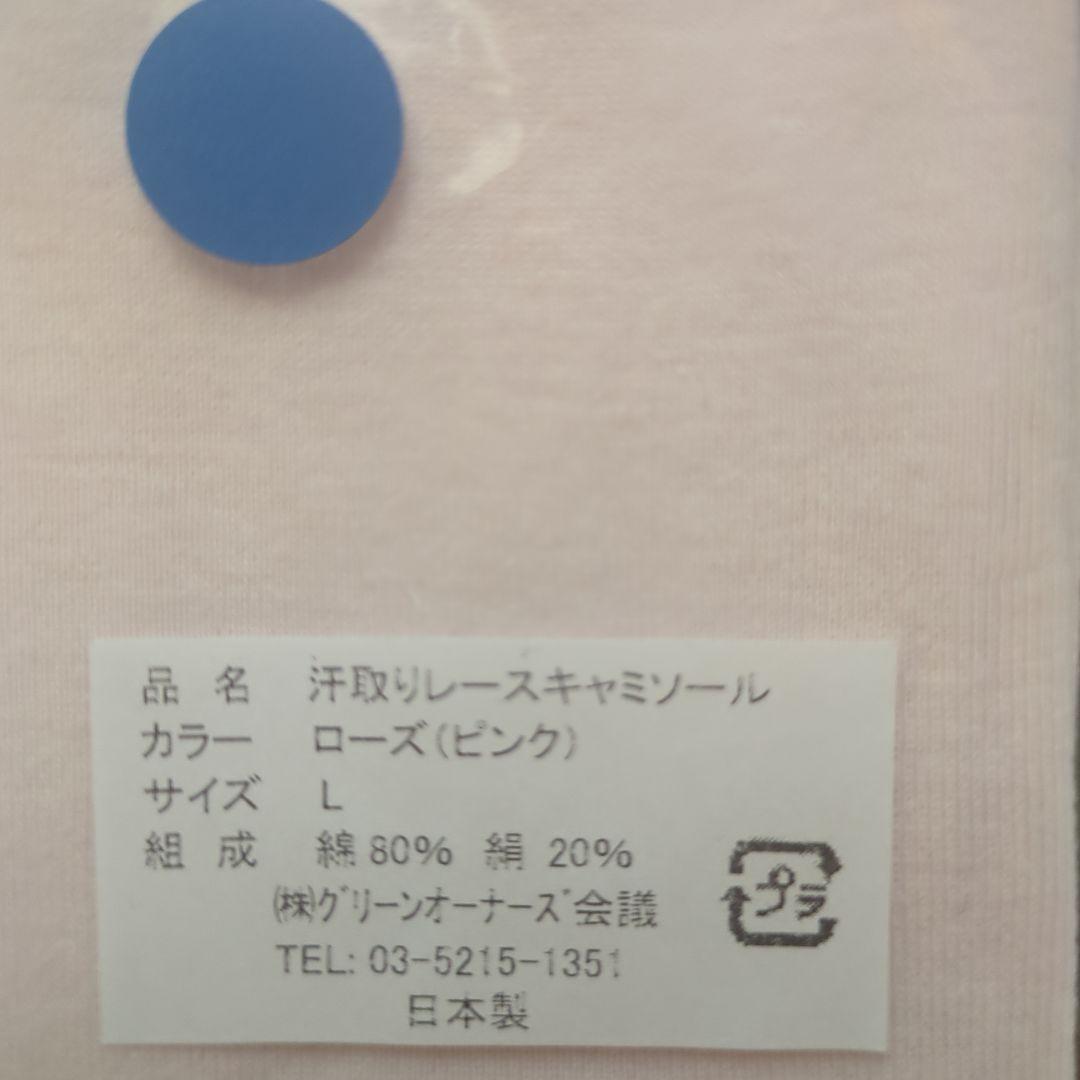 品 名 汗取りレースキャミソール
カラー ローズ(ピンク)
サイズ L
組 成 綿80% 絹 20%
㈱グリーンオーナーズ会議
TEL: 03-5215-1351
日本製
プラ